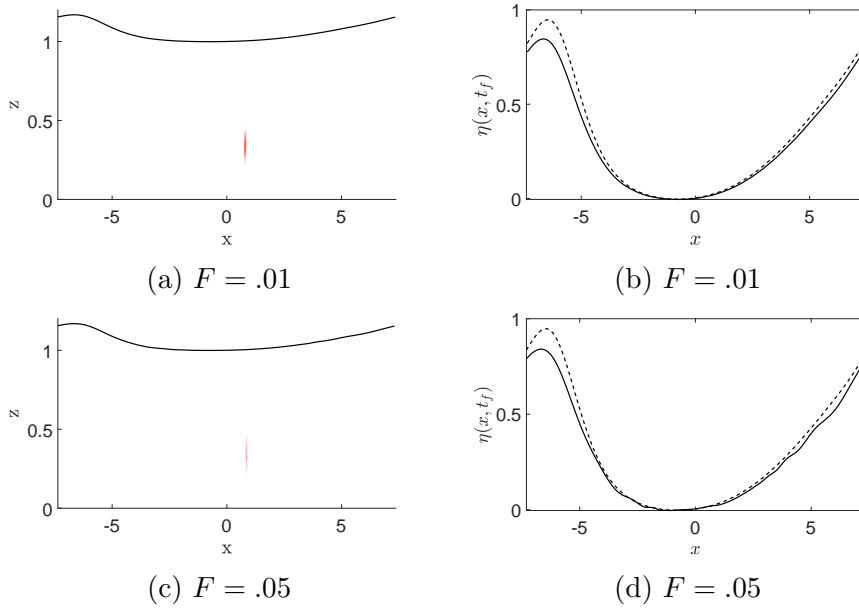 1
0.5
0
z
-5
0
5
x
(a) F = .01
1
0.5
0
η(x, t_f)
-5
0
5
x
(b) F = .01
1
0.5
0
z
-5
0
5
x
(c) F = .05
1
0.5
0
η(x, t_f)
-5
0
5
x
(d) F = .05